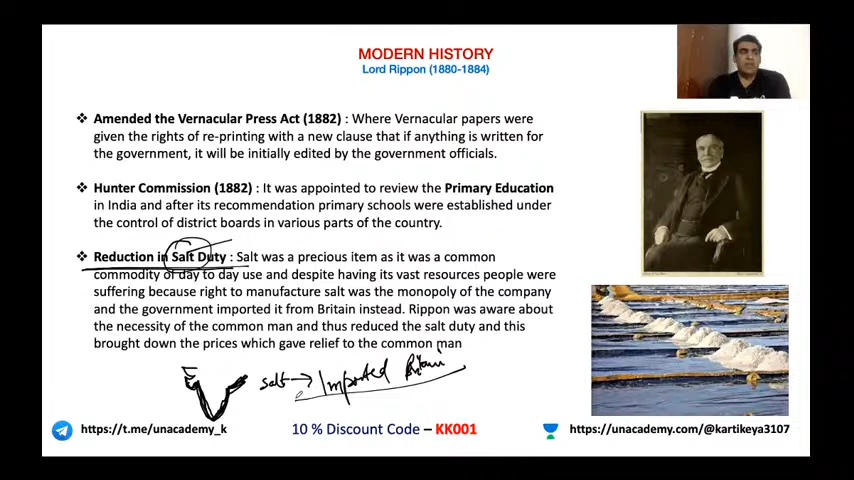 MODERN HISTORY
Lord Rippon (1880-1884)
❖ Amended the Vernacular Press Act (1882) : Where Vernacular papers were
given the rights of re-printing with a new clause that if anything is written for
the government, it will be initially edited by the government officials.
❖ Hunter Commission (1882) : It was appointed to review the Primary Education
in India and after its recommendation primary schools were established under
the control of district boards in various parts of the country.
❖ Reduction in Salt Duty : Salt was a precious item as it was a common
commodity of day to day use and despite having its vast resources people were
suffering because right to manufacture salt was the monopoly of the company
and the government imported it from Britain instead. Rippon was aware about
the necessity of the common man and thus reduced the salt duty and this
brought down the prices which gave relief to the common man
salt → Imported Britain
https://t.me/unacademy_k
10 % Discount Code – KK001
https://unacademy.com/@kartikeya3107